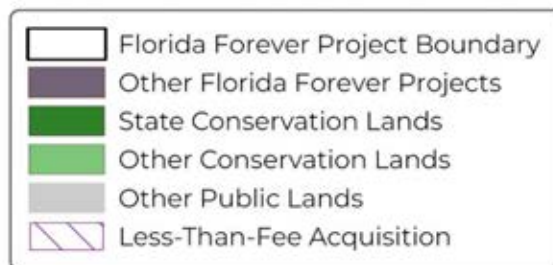 Florida Forever Project Boundary
Other Florida Forever Projects
State Conservation Lands
Other Conservation Lands
Other Public Lands
Less-Than-Fee Acquisition